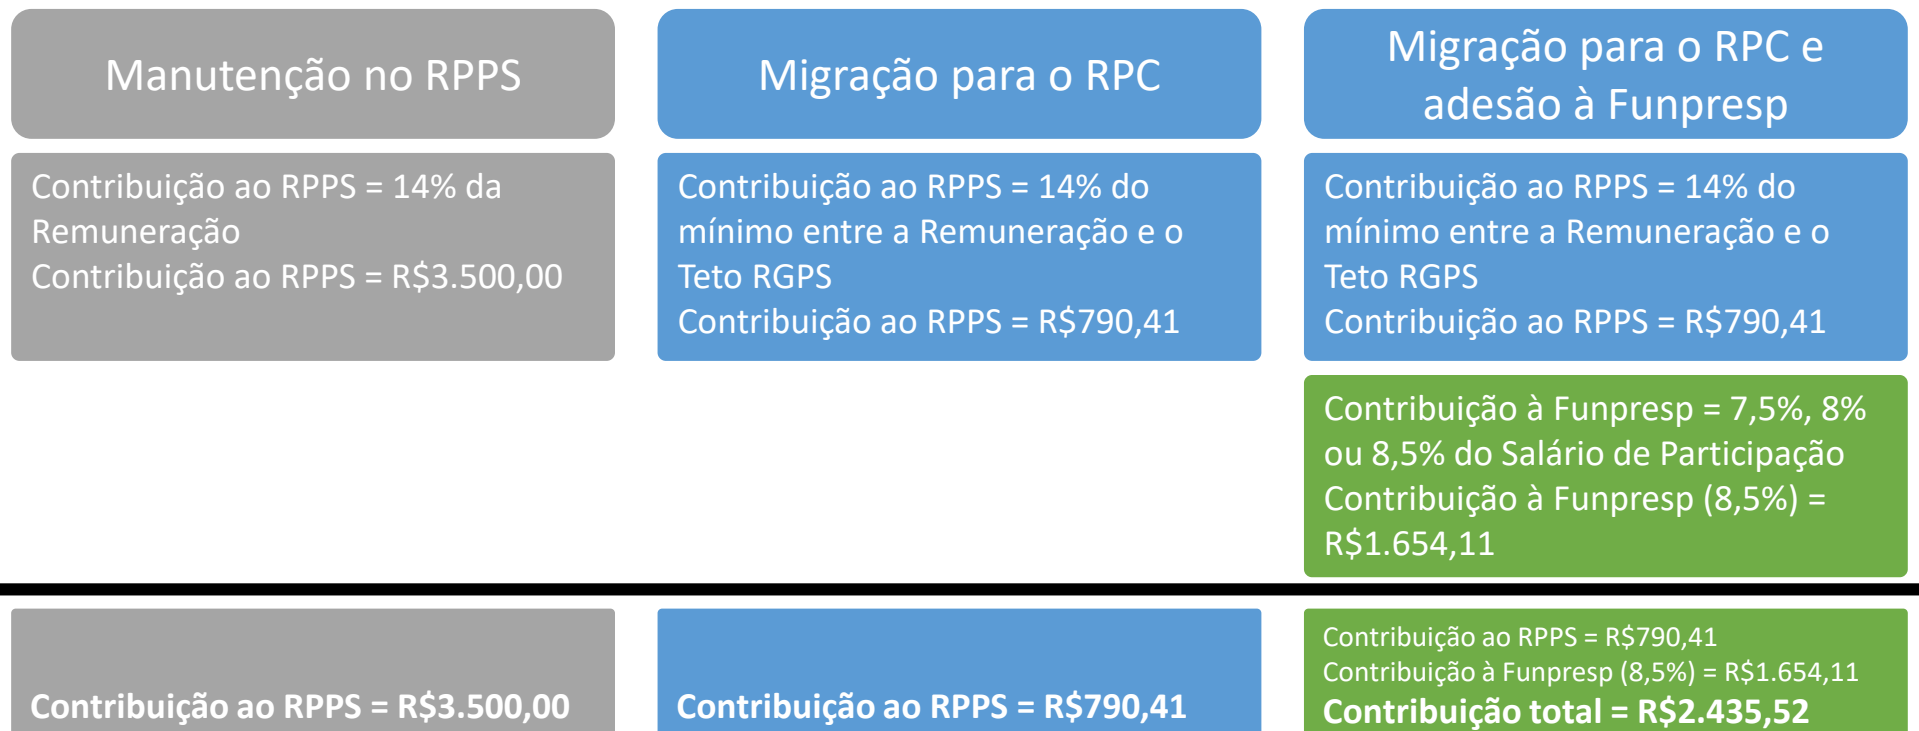 Manutenção no RPPS
Contribuição ao RPPS = 14% da
Remuneração
Contribuição ao RPPS = R$3.500,00
Migração para o RPC
Contribuição ao RPPS = 14% do
mínimo entre a Remuneração e o
Teto RGPS
Contribuição ao RPPS = R$790,41
Migração para o RPC e
adesão à Funpresp
Contribuição ao RPPS = 14% do
mínimo entre a Remuneração e o
Teto RGPS
Contribuição ao RPPS = R$790,41
Contribuição à Funpresp = 7,5%, 8%
ou 8,5% do Salário de Participação
Contribuição à Funpresp (8,5%) =
R$1.654,11
Contribuição ao RPPS = R$3.500,00
Contribuição ao RPPS = R$790,41
Contribuição ao RPPS = R$790,41
Contribuição à Funpresp (8,5%) = R$1.654,11
Contribuição total = R$2.435,52